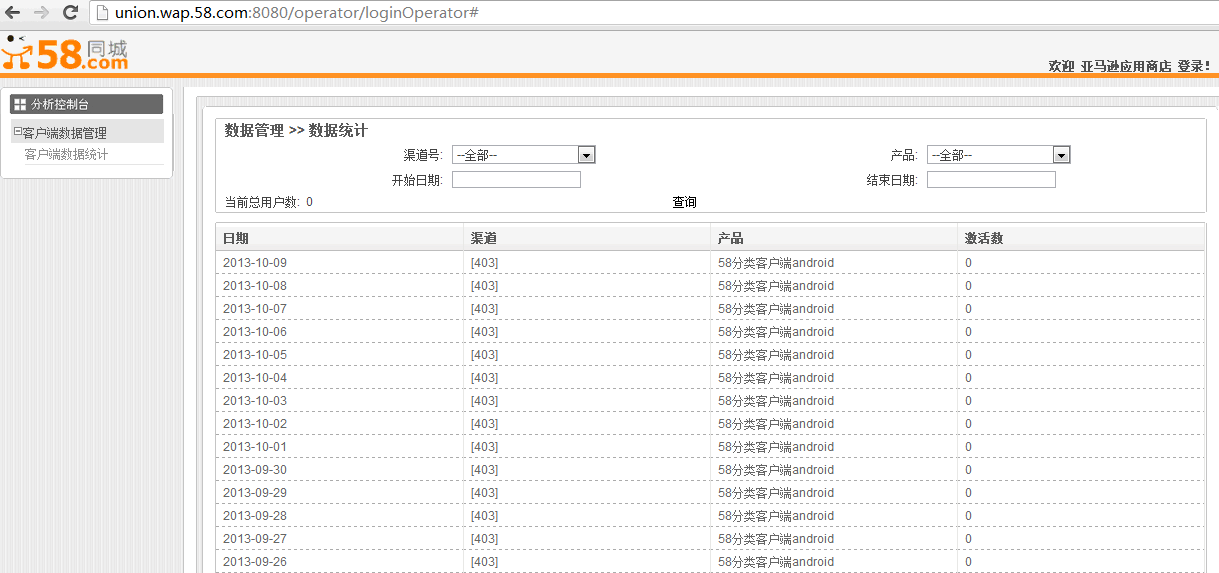 union.wap.58.com:8080/operator/loginOperator#
58同城
.com
欢迎 亚马逊应用商店 登录!
分析控制台
客户端数据管理
客户端数据统计
数据管理 >> 数据统计
渠道号: --全部-- 产品: --全部--
开始日期: 结束日期:
当前总用户数: 0 查询
日期 渠道 产品 激活数
2013-10-09 [403] 58分类客户端android 0
2013-10-08 [403] 58分类客户端android 0
2013-10-07 [403] 58分类客户端android 0
2013-10-06 [403] 58分类客户端android 0
2013-10-05 [403] 58分类客户端android 0
2013-10-04 [403] 58分类客户端android 0
2013-10-03 [403] 58分类客户端android 0
2013-10-02 [403] 58分类客户端android 0
2013-10-01 [403] 58分类客户端android 0
2013-09-30 [403] 58分类客户端android 0
2013-09-29 [403] 58分类客户端android 0
2013-09-28 [403] 58分类客户端android 0
2013-09-27 [403] 58分类客户端android 0
2013-09-26 [403] 58分类客户端android 0